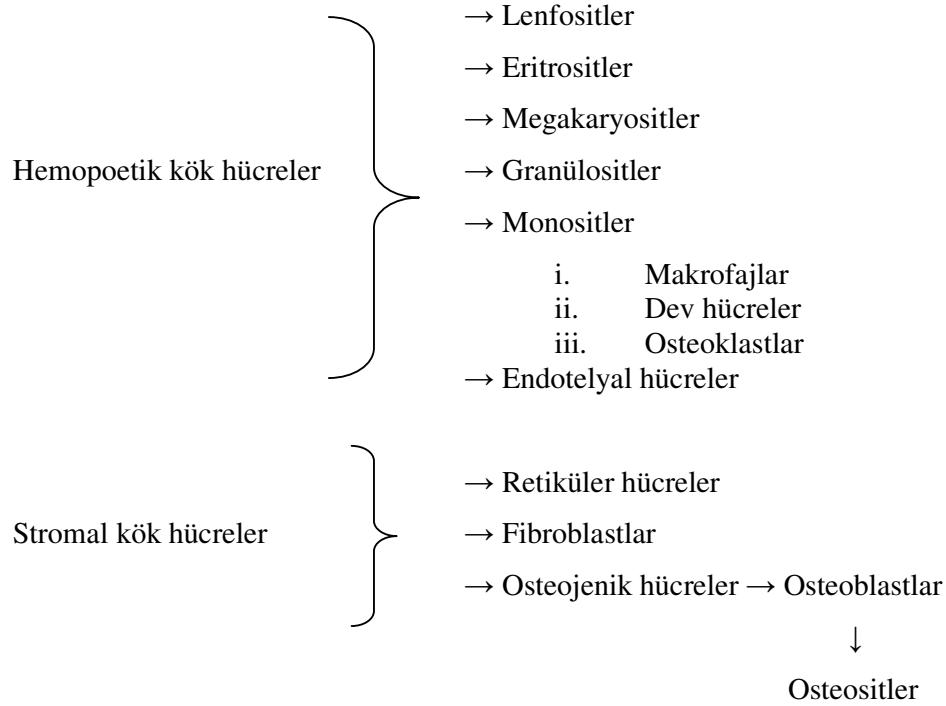 → Lenfositler
→ Eritrositler
→ Megakaryositler
Hemopoetik kök hücreler → Granülositler
→ Monositler
i. Makrofajlar
ii. Dev hücreler
iii. Osteoklastlar
→ Endotelyal hücreler
→ Retiküler hücreler
Stromal kök hücreler → Fibroblastlar
→ Osteojenik hücreler → Osteoblastlar
↓
Osteositler